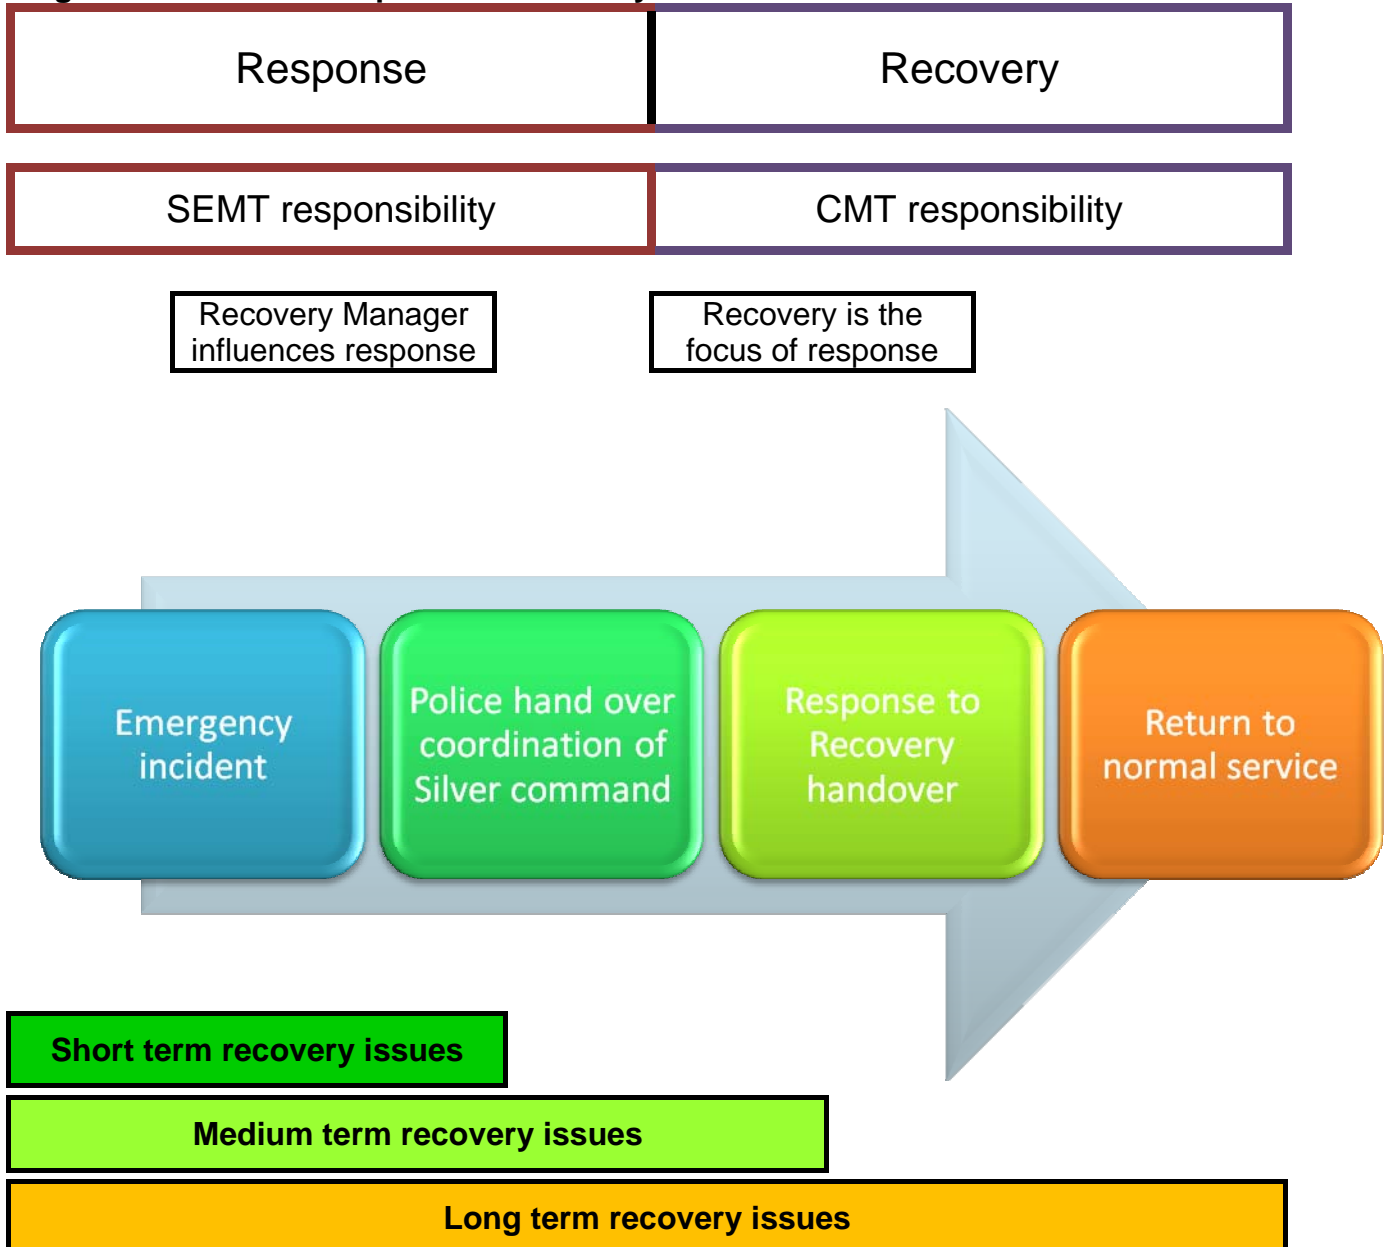 Response
Recovery
SEMT responsibility
CMT responsibility
Recovery Manager
influences response
Recovery is the
focus of response
Emergency
incident
Police hand over
coordination of
Silver command
Response to
Recovery
handover
Return to
normal service
Short term recovery issues
Medium term recovery issues
Long term recovery issues